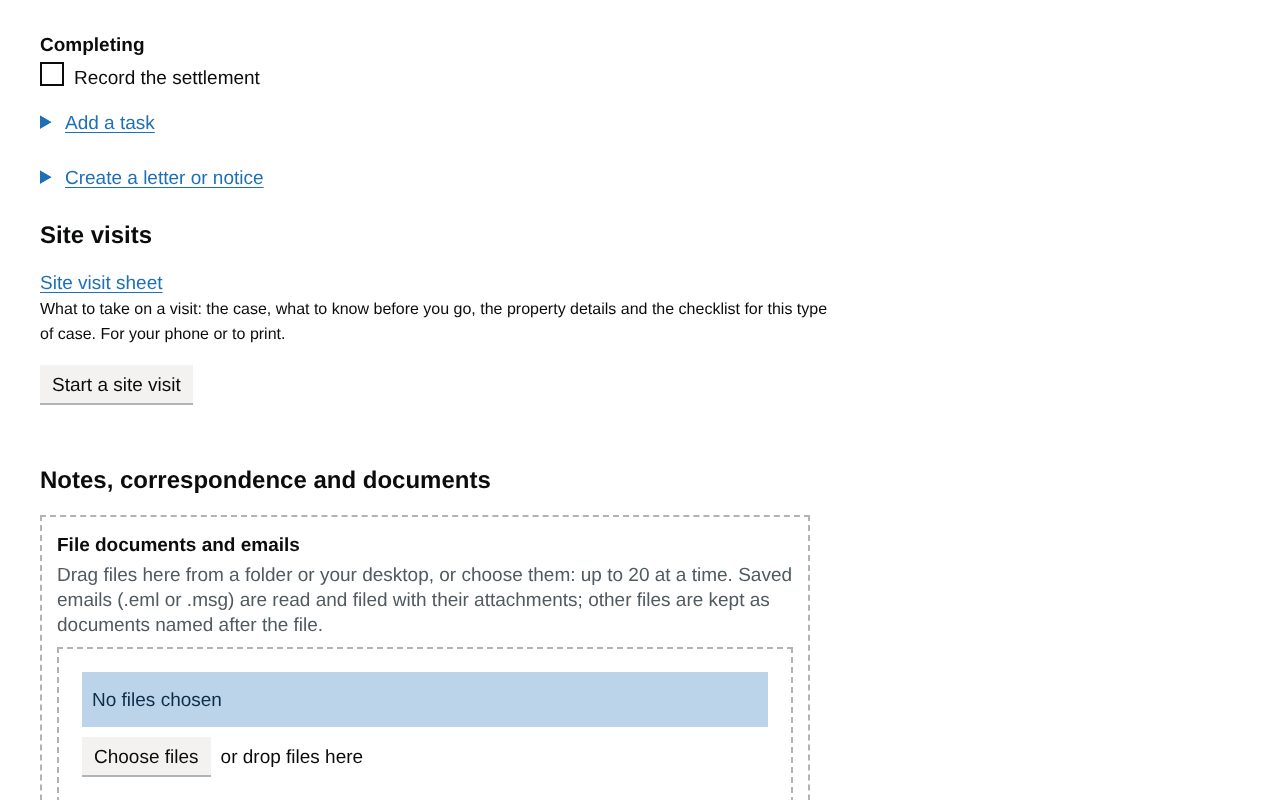 Completing
Record the settlement
Add a task
Create a letter or notice
Site visits
Site visit sheet
What to take on a visit: the case, what to know before you go, the property details and the checklist for this type
of case. For your phone or to print.
Start a site visit
Notes, correspondence and documents
File documents and emails
Drag files here from a folder or your desktop, or choose them: up to 20 at a time. Saved
emails (.eml or .msg) are read and filed with their attachments; other files are kept as
documents named after the file.
No files chosen
Choose files or drop files here